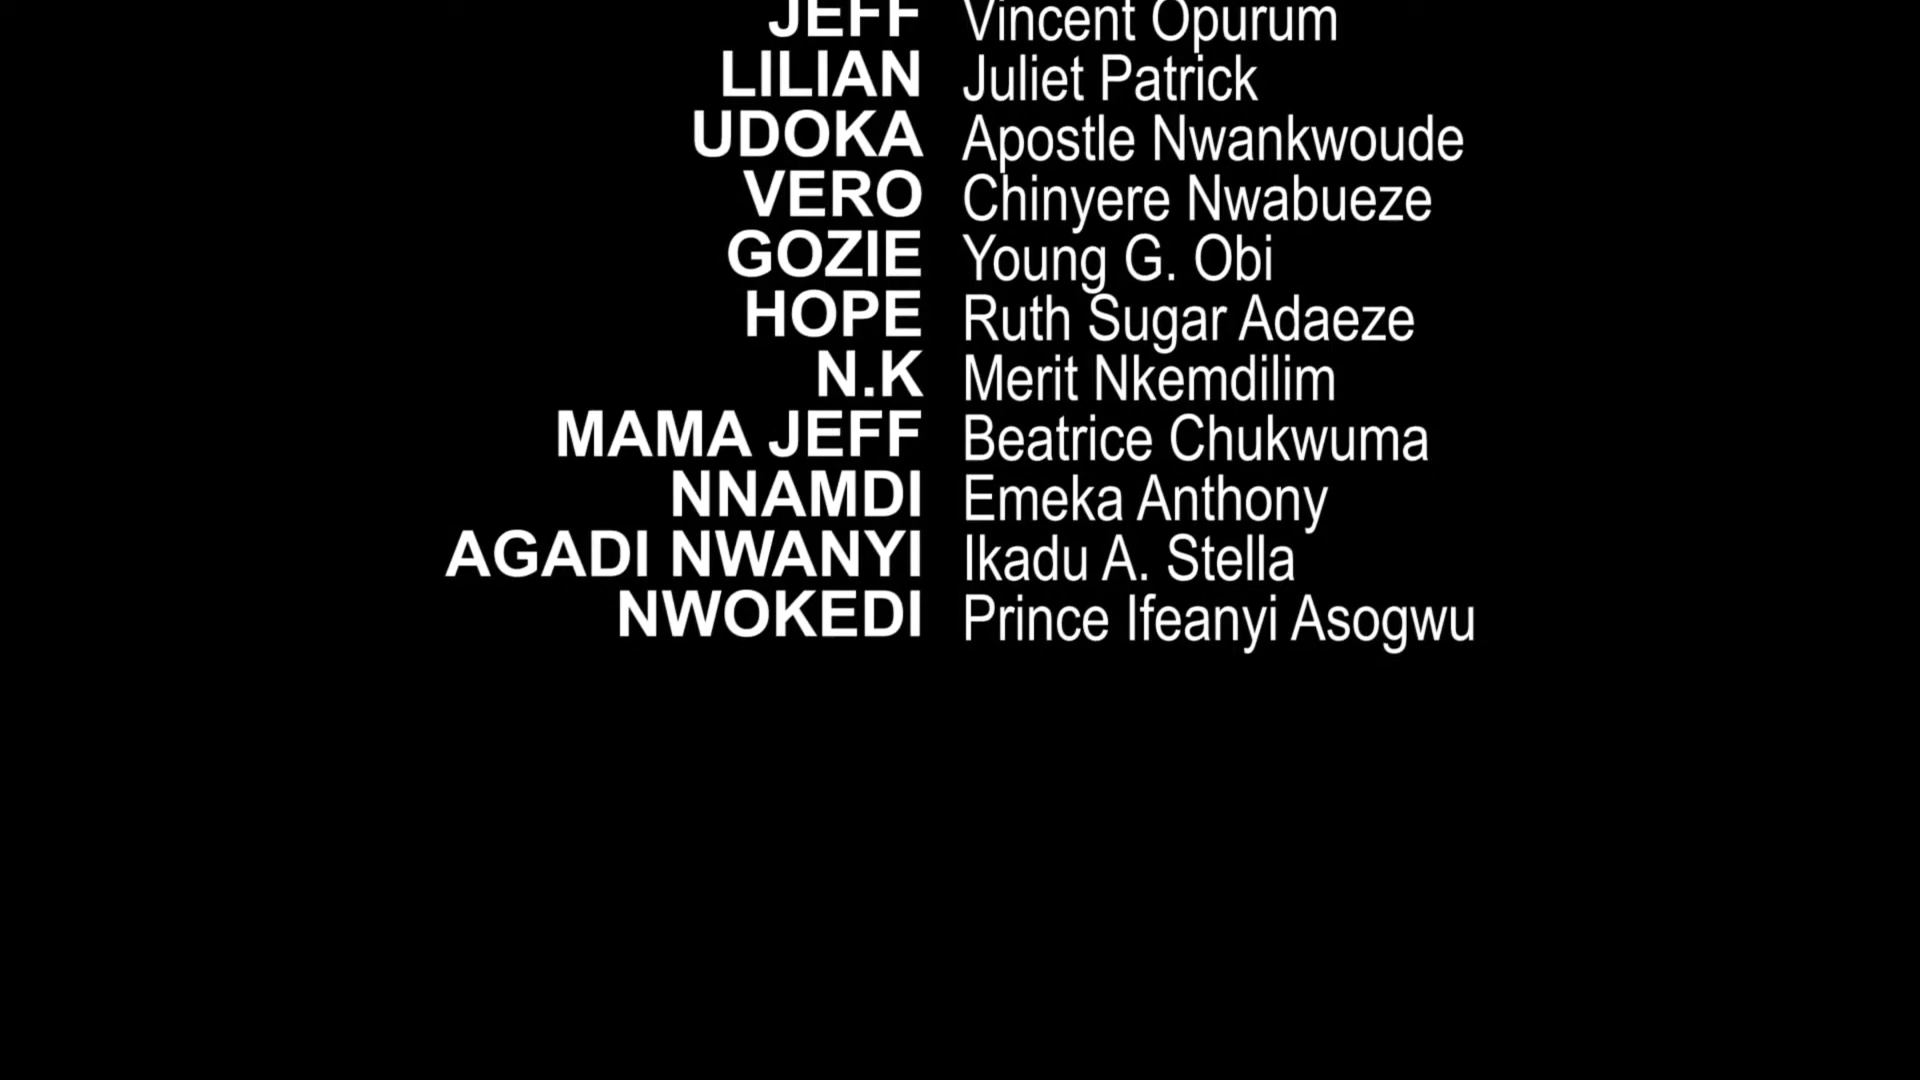 JEFF Vincent Opurum
LILIAN Juliet Patrick
UDOKA Apostle Nwankwoude
VERO Chinyere Nwabueze
GOZIE Young G. Obi
HOPE Ruth Sugar Adaeze
N.K Merit Nkemdilim
MAMA JEFF Beatrice Chukwuma
NNAMDI Emeka Anthony
AGADI NWANYI Ikadu A. Stella
NWOKEDI Prince Ifeanyi Asogwu